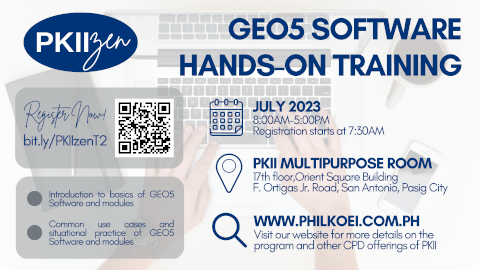 PKIIzen
GEO5 SOFTWARE
HANDS-ON TRAINING
Register Now!
bit.ly/PKIIzenT2
Introduction to basics of GEO5
Software and modules
Common use cases and
situational practice of GEO5
Software and modules
JULY 2023
8:00AM-5:00PM
Registration starts at 7:30AM
PKII MULTIPURPOSE ROOM
17th floor,Orient Square Building
F. Ortigas Jr. Road, San Antonio, Pasig City
WWW.PHILKOEI.COM.PH
Visit our website for more details on the
program and other CPD offerings of PKII